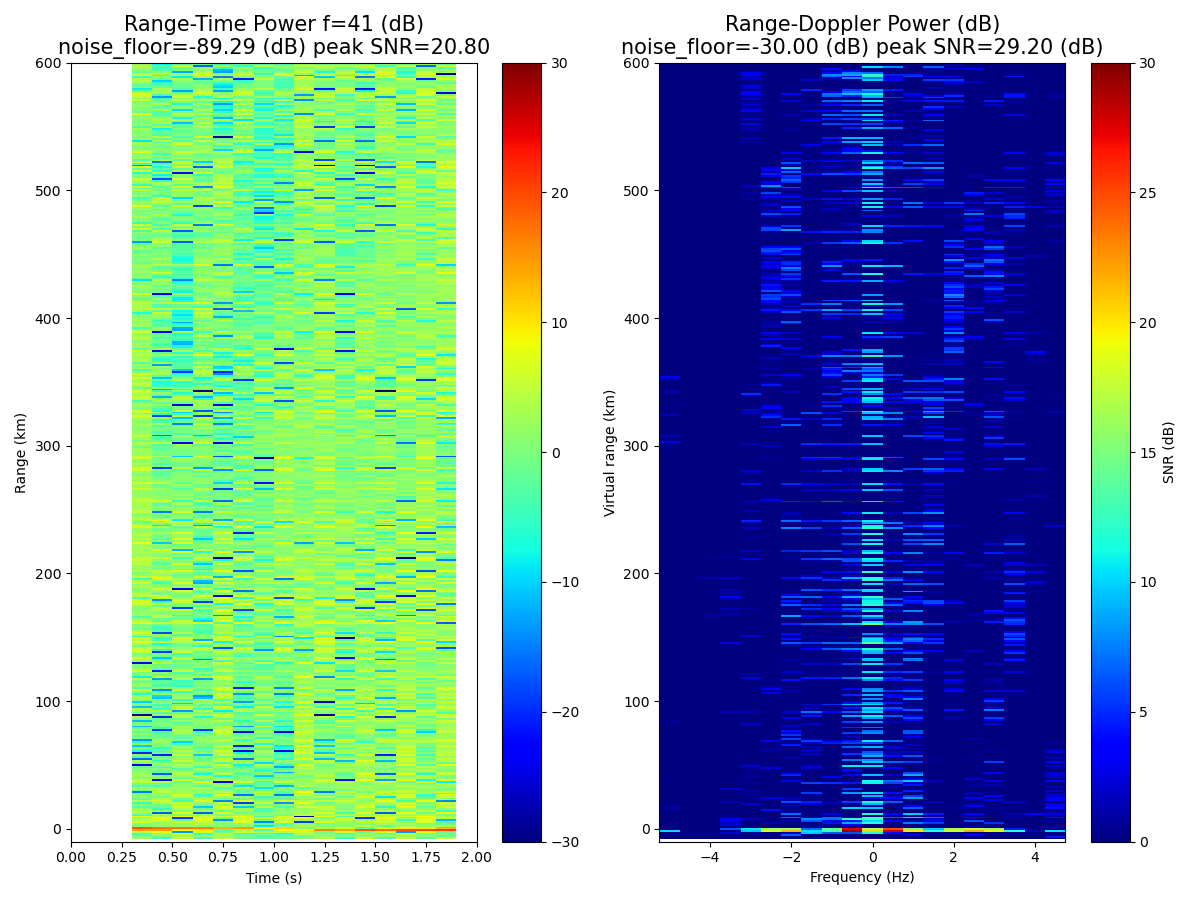 Range-Time Power f=41 (dB)
noise_floor=-89.29 (dB) peak SNR=20.80
600
500
400
300
200
100
0
Range (km)
0.00 0.25 0.50 0.75 1.00 1.25 1.50 1.75 2.00
Time (s)
30
20
10
0
−10
−20
−30
Range-Doppler Power (dB)
noise_floor=-30.00 (dB) peak SNR=29.20 (dB)
600
500
400
300
200
100
0
Virtual range (km)
−4 −2 0 2 4
Frequency (Hz)
30
25
20
15
10
5
0
SNR (dB)